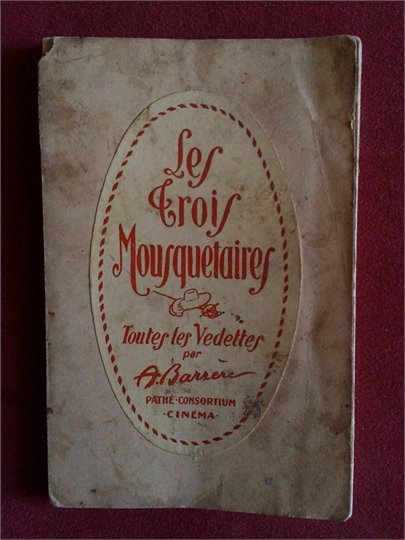 Les
Trois
Mousquetaires
Toutes les Vedettes
par
A. Barrère
PATHÉ-CONSORTIUM
-CINÉMA-